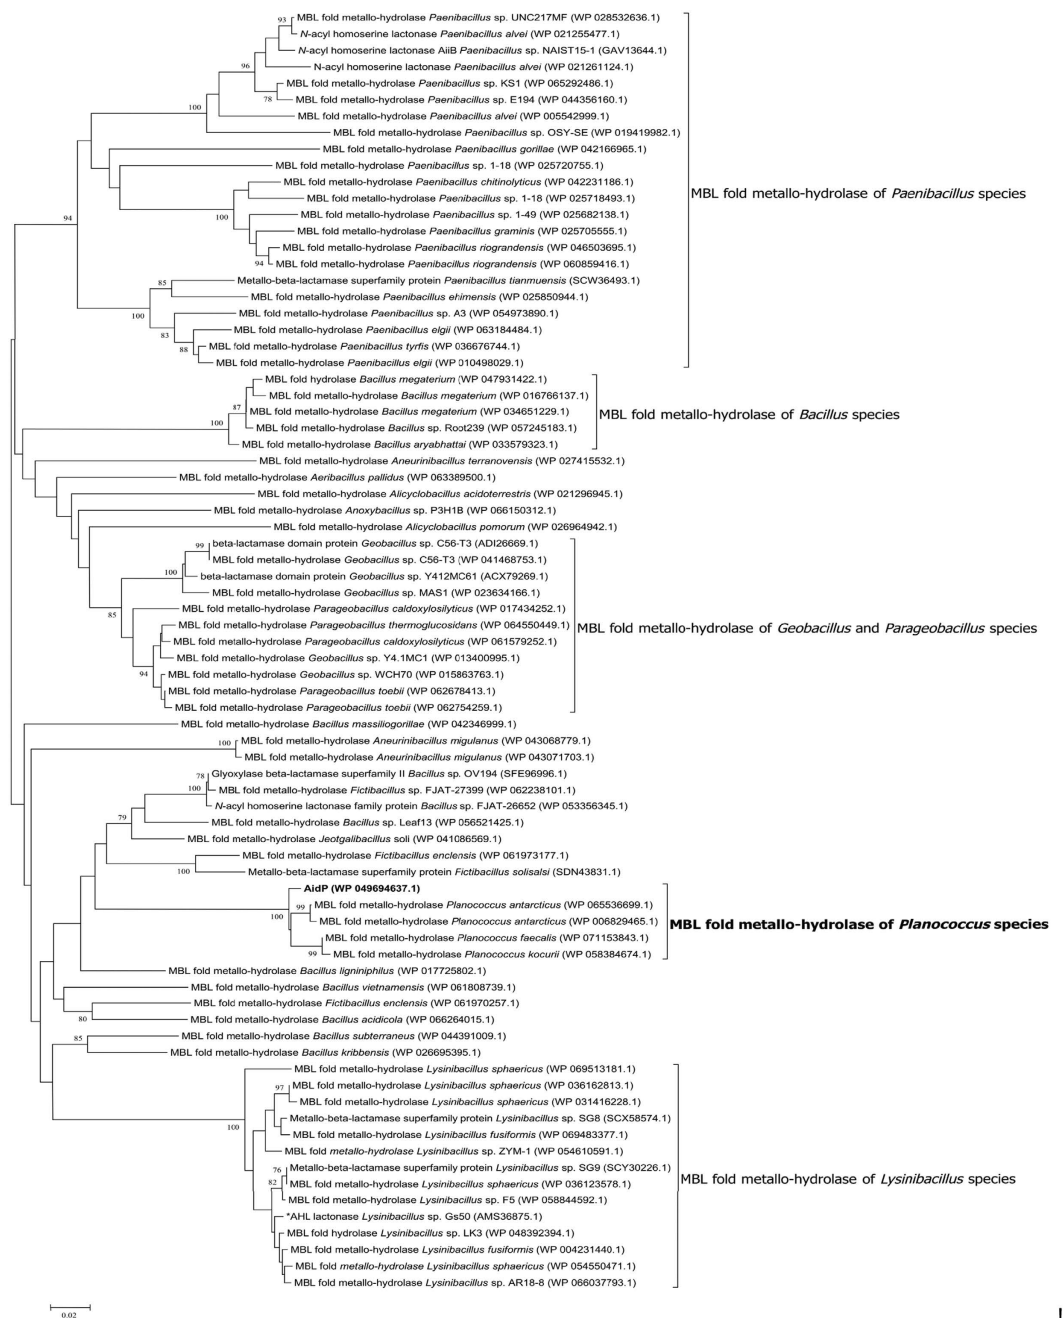 MBL fold metallo-hydrolase Paenibacillus sp. UNC217MF (WP 028532636.1)
93
N-acyl homoserine lactonase Paenibacillus alvei (WP 021255477.1)
N-acyl homoserine lactonase AiiB Paenibacillus sp. NAIST15-1 (GAV13644.1)
96
N-acyl homoserine lactonase Paenibacillus alvei (WP 021261124.1)
MBL fold metallo-hydrolase Paenibacillus sp. KS1 (WP 065292486.1)
78
MBL fold metallo-hydrolase Paenibacillus sp. E194 (WP 044356160.1)
100
MBL fold metallo-hydrolase Paenibacillus alvei (WP 005542999.1)
MBL fold metallo-hydrolase Paenibacillus sp. OSY-SE (WP 019419982.1)
MBL fold metallo-hydrolase Paenibacillus gorillae (WP 042166965.1)
MBL fold metallo-hydrolase Paenibacillus sp. 1-18 (WP 025720755.1)
MBL fold metallo-hydrolase Paenibacillus chitinolyticus (WP 042231186.1)
MBL fold metallo-hydrolase of Paenibacillus species
MBL fold metallo-hydrolase Paenibacillus sp. 1-18 (WP 025718493.1)
100
MBL fold metallo-hydrolase Paenibacillus sp. 1-49 (WP 025682138.1)
94
MBL fold metallo-hydrolase Paenibacillus graminis (WP 025705555.1)
MBL fold metallo-hydrolase Paenibacillus riograndensis (WP 046503695.1)
94
MBL fold metallo-hydrolase Paenibacillus riograndensis (WP 060859416.1)
85
Metallo-beta-lactamase superfamily protein Paenibacillus tianmuensis (SCW36493.1)
MBL fold metallo-hydrolase Paenibacillus ehimensis (WP 025850944.1)
100
MBL fold metallo-hydrolase Paenibacillus sp. A3 (WP 054973890.1)
83
MBL fold metallo-hydrolase Paenibacillus elgii (WP 063184484.1)
88
MBL fold metallo-hydrolase Paenibacillus tyrfis (WP 036676744.1)
MBL fold metallo-hydrolase Paenibacillus elgii (WP 010498029.1)
MBL fold hydrolase Bacillus megaterium (WP 047931422.1)
MBL fold metallo-hydrolase Bacillus megaterium (WP 016766137.1)
87
MBL fold metallo-hydrolase Bacillus megaterium (WP 034651229.1)
MBL fold metallo-hydrolase of Bacillus species
100
MBL fold metallo-hydrolase Bacillus sp. Root239 (WP 057245183.1)
MBL fold metallo-hydrolase Bacillus aryabhattai (WP 033579323.1)
MBL fold metallo-hydrolase Aneurinibacillus terranovensis (WP 027415532.1)
MBL fold metallo-hydrolase Aeribacillus pallidus (WP 063389500.1)
MBL fold metallo-hydrolase Alicyclobacillus acidoterrestris (WP 021296945.1)
MBL fold metallo-hydrolase Anoxybacillus sp. P3H1B (WP 066150312.1)
MBL fold metallo-hydrolase Alicyclobacillus pomorum (WP 026964942.1)
99
beta-lactamase domain protein Geobacillus sp. C56-T3 (ADI26669.1)
MBL fold metallo-hydrolase Geobacillus sp. C56-T3 (WP 041468753.1)
100
beta-lactamase domain protein Geobacillus sp. Y412MC61 (ACX79269.1)
MBL fold metallo-hydrolase Geobacillus sp. MAS1 (WP 023634166.1)
85
MBL fold metallo-hydrolase Parageobacillus caldoxylosilyticus (WP 017434252.1)
MBL fold metallo-hydrolase Parageobacillus thermoglucosidans (WP 064550449.1)
MBL fold metallo-hydrolase of Geobacillus and Parageobacillus species
MBL fold metallo-hydrolase Parageobacillus caldoxylosilyticus (WP 061579252.1)
MBL fold metallo-hydrolase Geobacillus sp. Y4.1MC1 (WP 013400995.1)
94
MBL fold metallo-hydrolase Geobacillus sp. WCH70 (WP 015863763.1)
MBL fold metallo-hydrolase Parageobacillus toebii (WP 062678413.1)
MBL fold metallo-hydrolase Parageobacillus toebii (WP 062754259.1)
MBL fold metallo-hydrolase Bacillus massiliogorillae (WP 042346999.1)
100
MBL fold metallo-hydrolase Aneurinibacillus migulanus (WP 043068779.1)
MBL fold metallo-hydrolase Aneurinibacillus migulanus (WP 043071703.1)
78
Glyoxylase beta-lactamase superfamily II Bacillus sp. OV194 (SFE96996.1)
100
MBL fold metallo-hydrolase Fictibacillus sp. FJAT-27399 (WP 062238101.1)
N-acyl homoserine lactonase family protein Bacillus sp. FJAT-26652 (WP 053356345.1)
79
MBL fold metallo-hydrolase Bacillus sp. Leaf13 (WP 056521425.1)
MBL fold metallo-hydrolase Jeotgalibacillus soli (WP 041086569.1)
MBL fold metallo-hydrolase Fictibacillus enclensis (WP 061973177.1)
100
Metallo-beta-lactamase superfamily protein Fictibacillus solisalsi (SDN43831.1)
AidP (WP 049694637.1)
100
99
MBL fold metallo-hydrolase Planococcus antarcticus (WP 065536699.1)
MBL fold metallo-hydrolase Planococcus antarcticus (WP 006829465.1)
MBL fold metallo-hydrolase of Planococcus species
MBL fold metallo-hydrolase Planococcus faecalis (WP 071153843.1)
99
MBL fold metallo-hydrolase Planococcus kocurii (WP 058384674.1)
MBL fold metallo-hydrolase Bacillus ligniniphilus (WP 017725802.1)
MBL fold metallo-hydrolase Bacillus vietnamensis (WP 061808739.1)
MBL fold metallo-hydrolase Fictibacillus enclensis (WP 061970257.1)
80
MBL fold metallo-hydrolase Bacillus acidicola (WP 066264015.1)
85
MBL fold metallo-hydrolase Bacillus subterraneus (WP 044391009.1)
MBL fold metallo-hydrolase Bacillus kribbensis (WP 026695395.1)
MBL fold metallo-hydrolase Lysinibacillus sphaericus (WP 069513181.1)
97
MBL fold metallo-hydrolase Lysinibacillus sphaericus (WP 036162813.1)
MBL fold metallo-hydrolase Lysinibacillus sphaericus (WP 031416228.1)
Metallo-beta-lactamase superfamily protein Lysinibacillus sp. SG8 (SCX58574.1)
100
MBL fold metallo-hydrolase Lysinibacillus fusiformis (WP 069483377.1)
MBL fold metallo-hydrolase Lysinibacillus sp. ZYM-1 (WP 054610591.1)
76
Metallo-beta-lactamase superfamily protein Lysinibacillus sp. SG9 (SCY30226.1)
MBL fold metallo-hydrolase of Lysinibacillus species
82
MBL fold metallo-hydrolase Lysinibacillus sphaericus (WP 036123578.1)
MBL fold metallo-hydrolase Lysinibacillus sp. F5 (WP 058844592.1)
*AHL lactonase Lysinibacillus sp. Gs50 (AMS36875.1)
MBL fold hydrolase Lysinibacillus sp. LK3 (WP 048392394.1)
MBL fold metallo-hydrolase Lysinibacillus fusiformis (WP 004231440.1)
MBL fold metallo-hydrolase Lysinibacillus sphaericus (WP 054550471.1)
MBL fold metallo-hydrolase Lysinibacillus sp. AR18-8 (WP 066037793.1)
0.02